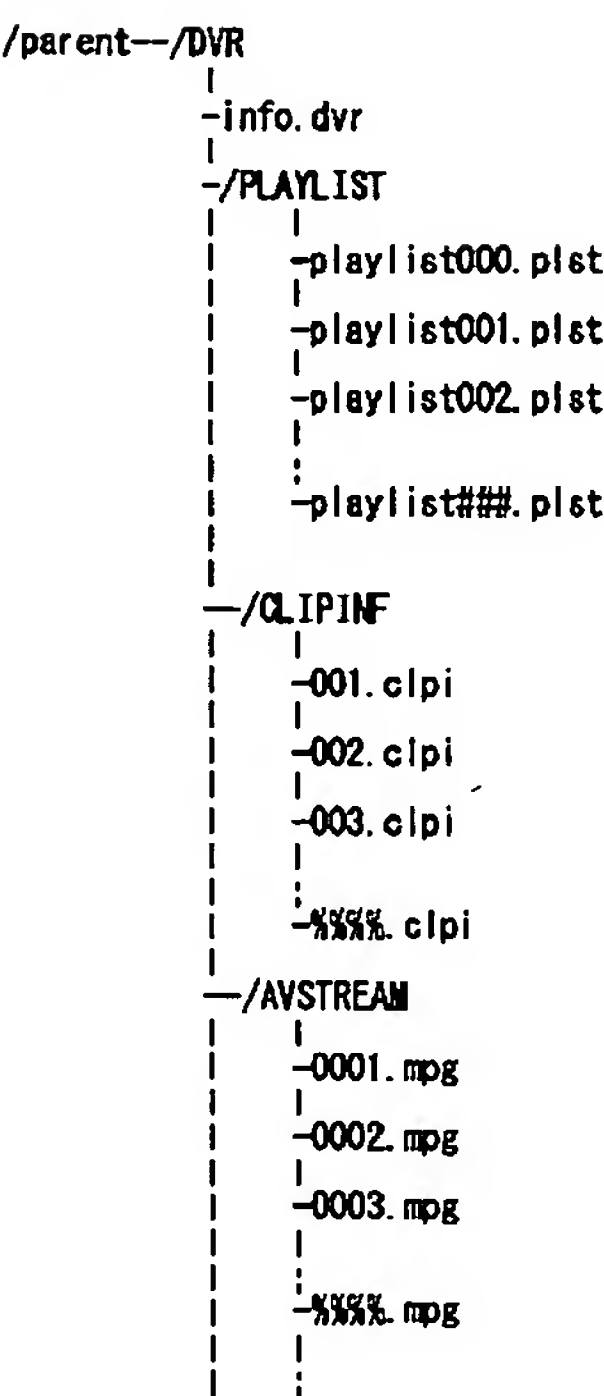 /parent--/DVR
-info.dvr
-/PLAYLIST
-playlist000.plst
-playlist001.plst
-playlist002.plst
-playlist###.plst
—/CLIPINF
-001.clpi
-002.clpi
-003.clpi
-%%%%.clpi
—/AVSTREAM
-0001.mpg
-0002.mpg
-0003.mpg
-%%%%.mpg